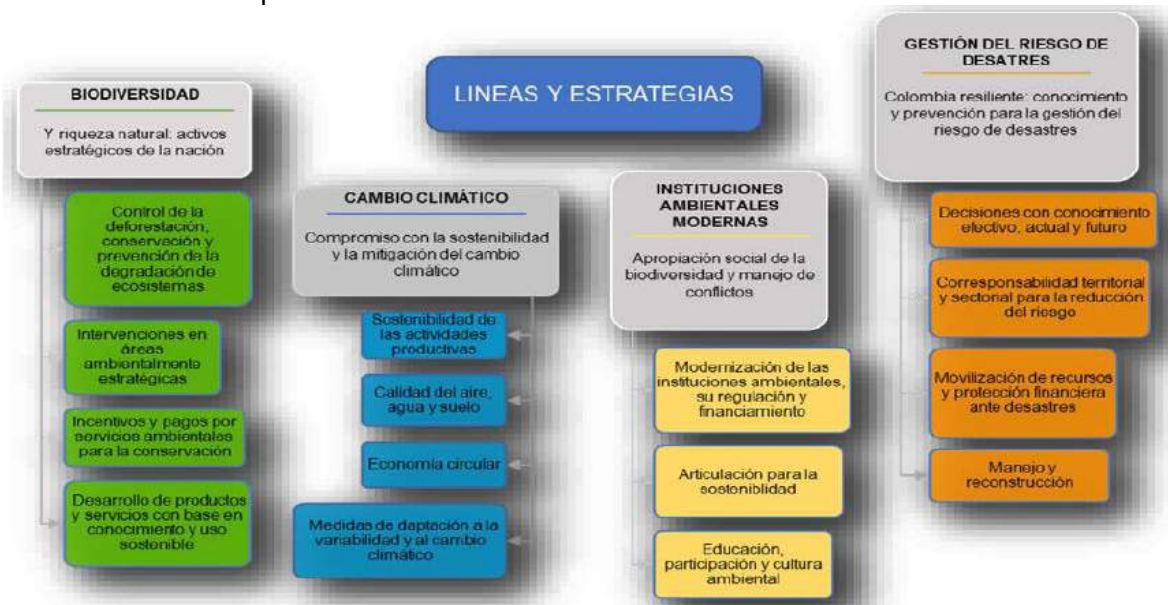 LINEAS Y ESTRATEGIAS
BIODIVERSIDAD
Y riqueza natural: activos
estratégicos de la nación
Control de la
deforestación,
conservación y
prevención de la
degradación de
ecosistemas
Intervenciones en
áreas
ambientalmente
estratégicas
Incentivos y pagos por
servicios ambientales
para la conservación
Desarrollo de productos
y servicios con base en
conocimiento y uso
sostenible
CAMBIO CLIMÁTICO
Compromiso con la sostenibilidad
y la mitigación del cambio
climático
Sostenibilidad de
las actividades
productivas
Calidad del aire,
agua y suelo
Economía circular
Medidas de daptación a la
variabilidad y al cambio
climático
INSTITUCIONES
AMBIENTALES
MODERNAS
Apropiación social de la
biodiversidad y manejo de
conflictos
Modernización de las
instituciones ambientales,
su regulación y
financiamiento
Articulación para la
sosteniblidad
Educación,
participación y cultura
ambiental
GESTIÓN DEL RIESGO DE
DESATRES
Colombia resiliente: conocimiento
y prevención para la gestión del
riesgo de desastres
Decisiones con conocimiento
efectivo, actual y futuro
Corresponsabilidad territorial
y sectorial para la reducción
del riesgo
Movilización de recursos
y protección financiera
ante desastres
Manejo y
reconstrucción